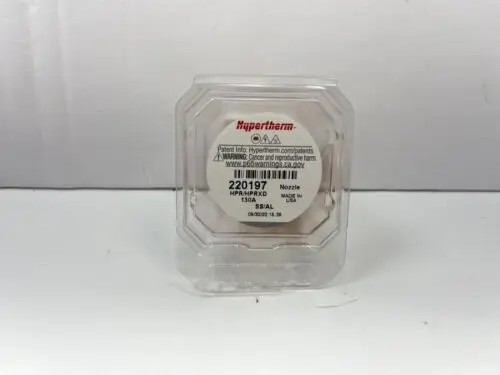 Hypertherm
Patent Info: Hypertherm.com/patents
WARNING: Cancer and reproductive harm
www.p65warnings.ca.gov
220197 Nozzle
HPR/HPRXD MADE IN
130A USA
SS/AL